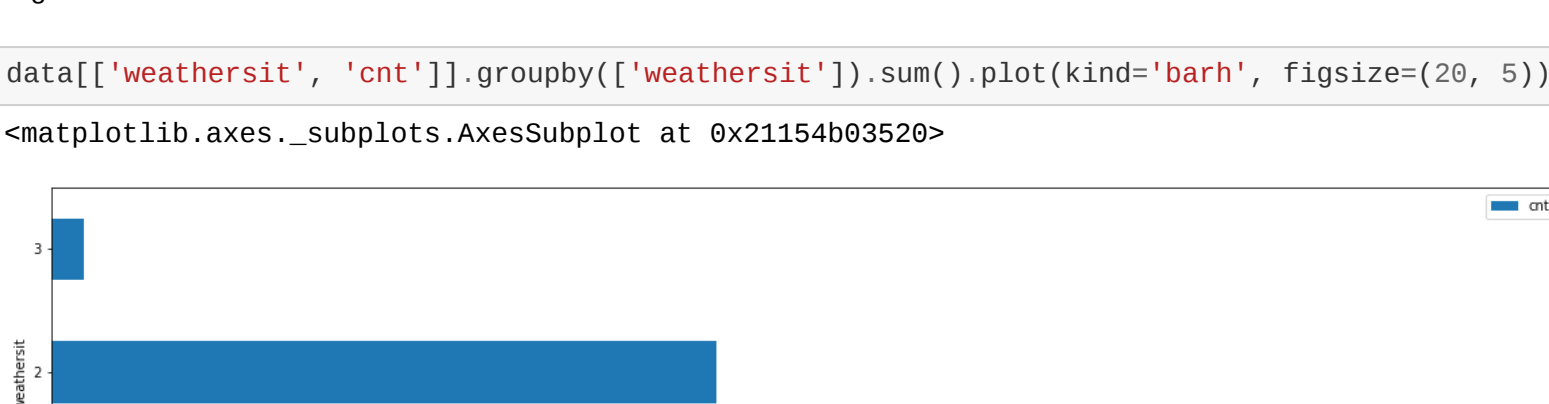 data[['weathersit', 'cnt']].groupby(['weathersit']).sum().plot(kind='barh', figsize=(20, 5))
<matplotlib.axes._subplots.AxesSubplot at 0x21154b03520>
cnt
3
weathersit
2